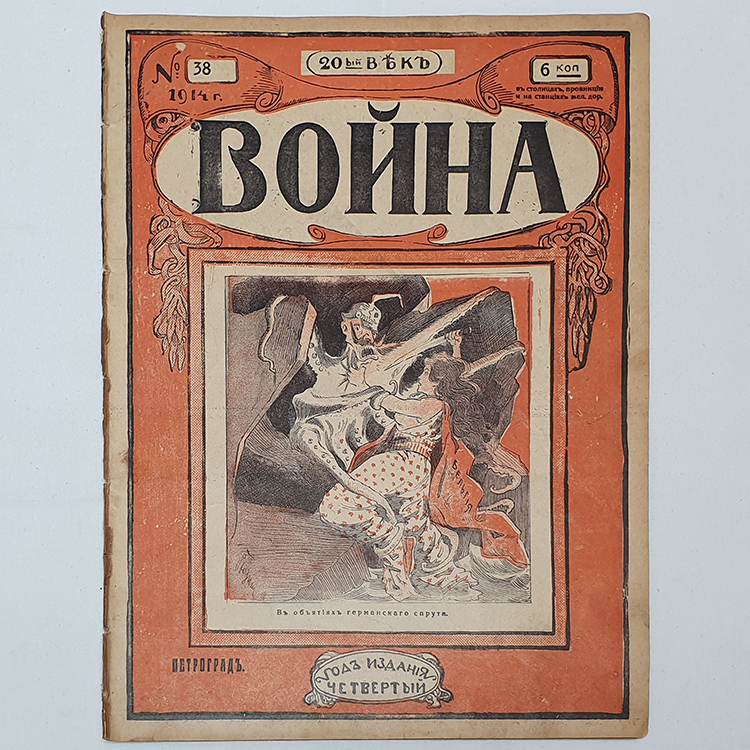 № 38
1914 г.
20ый ВѢКЪ
6 коп
въ столицахъ, провинціи
и на станціяхъ жел. дор.
ВОЙНА
БЕЛЬГІЯ
Въ объятіяхъ германскаго спрута.
ПЕТРОГРАДЪ.
ГОДЪ ИЗДАНІЯ
ЧЕТВЕРТЫЙ